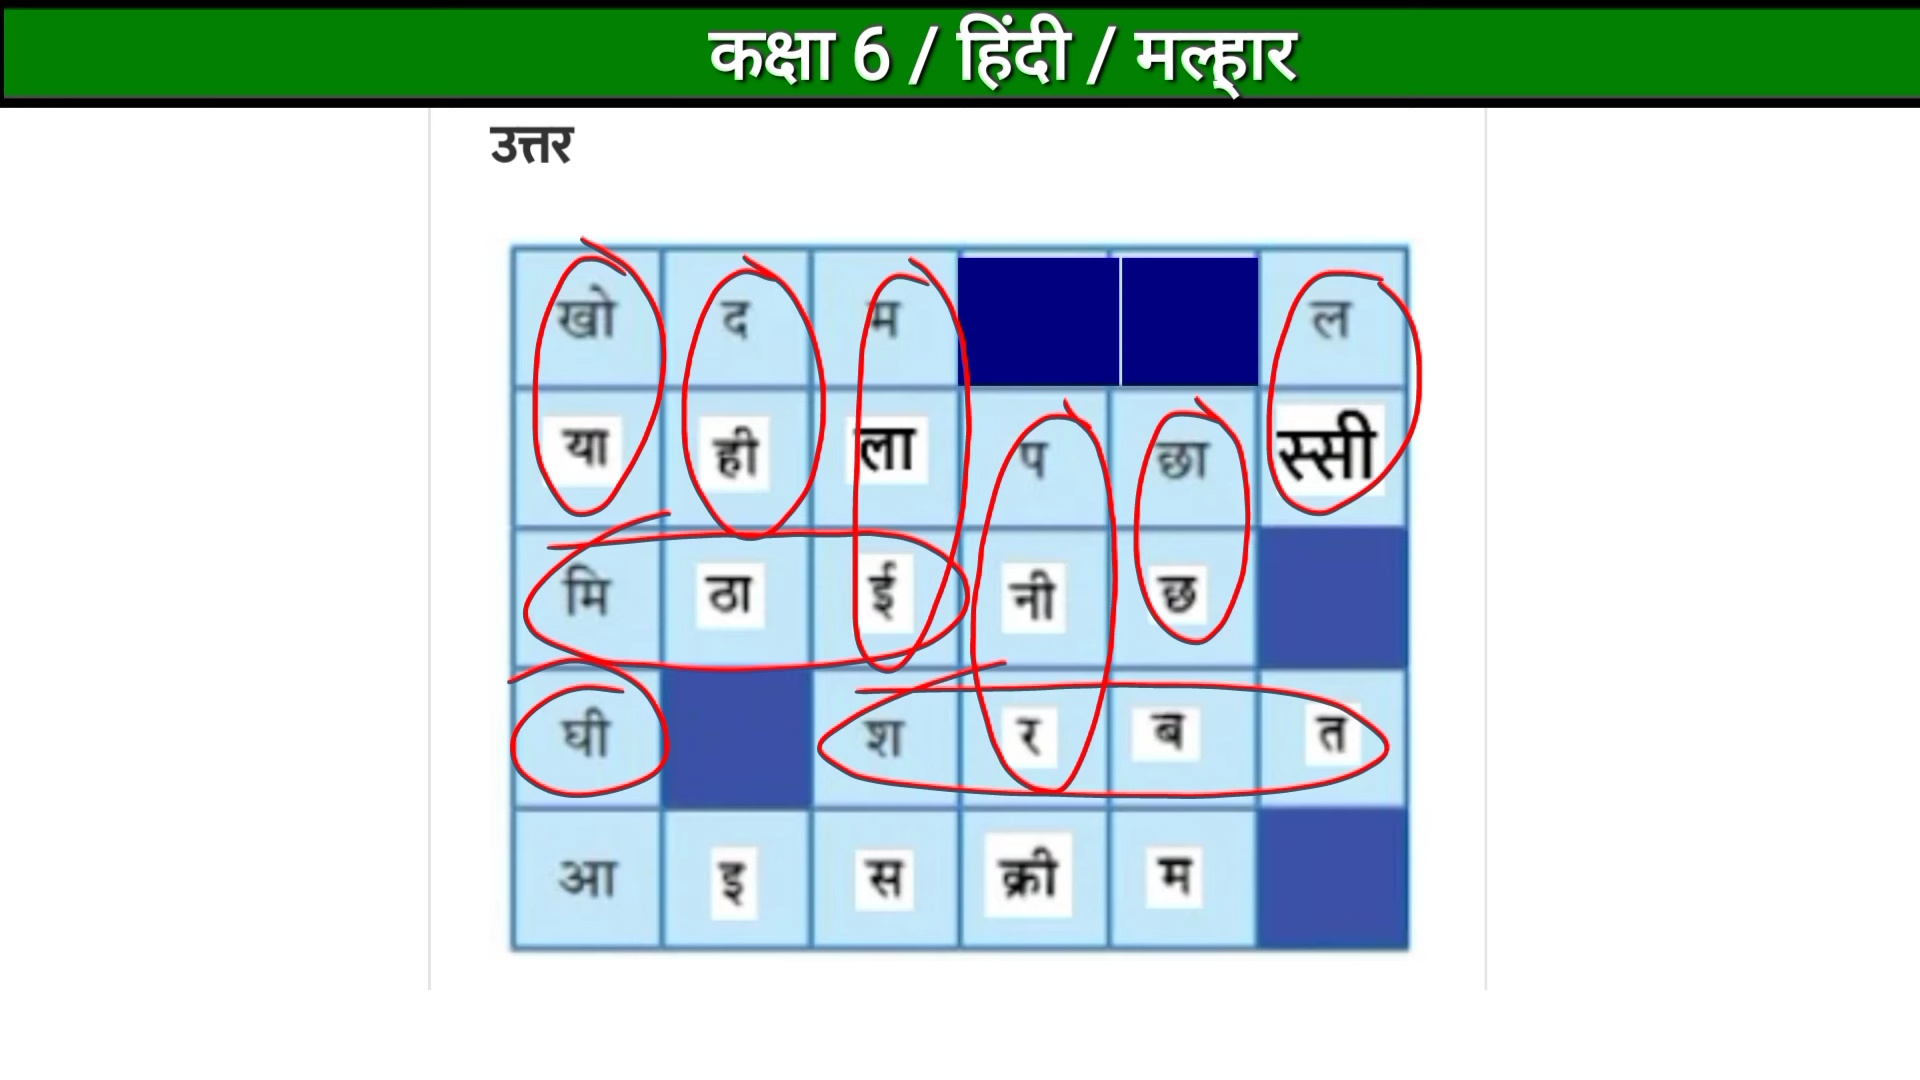 कक्षा 6 / हिंदी / मल्हार
उत्तर
खो द म ल
या ही ला प छा स्सी
मि ठा ई नी छ
घी श र ब त
आ इ स क्री म